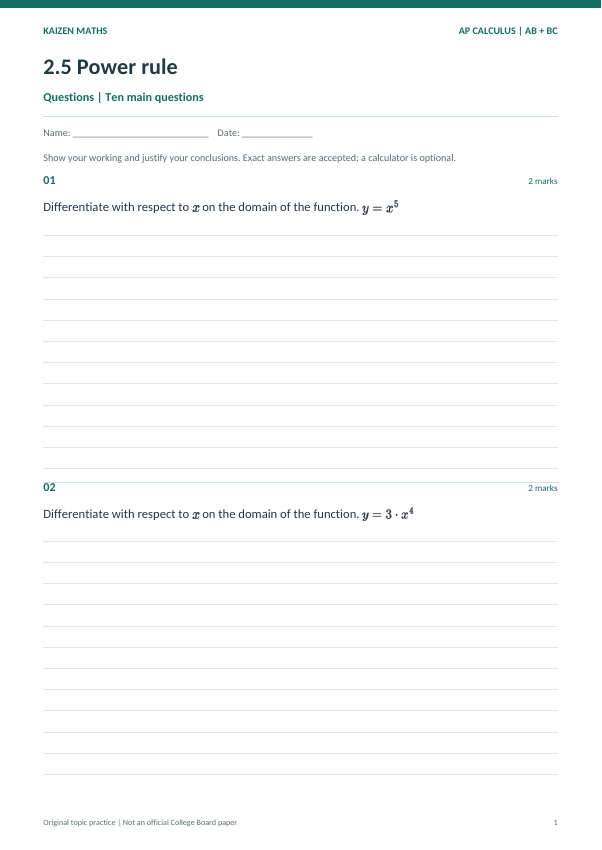 KAIZEN MATHS AP CALCULUS | AB + BC
2.5 Power rule
Questions | Ten main questions
Name: ____________________________ Date: ______________
Show your working and justify your conclusions. Exact answers are accepted; a calculator is optional.
01 2 marks
Differentiate with respect to x on the domain of the function. y = x⁵
02 2 marks
Differentiate with respect to x on the domain of the function. y = 3 · x⁴
Original topic practice | Not an official College Board paper 1